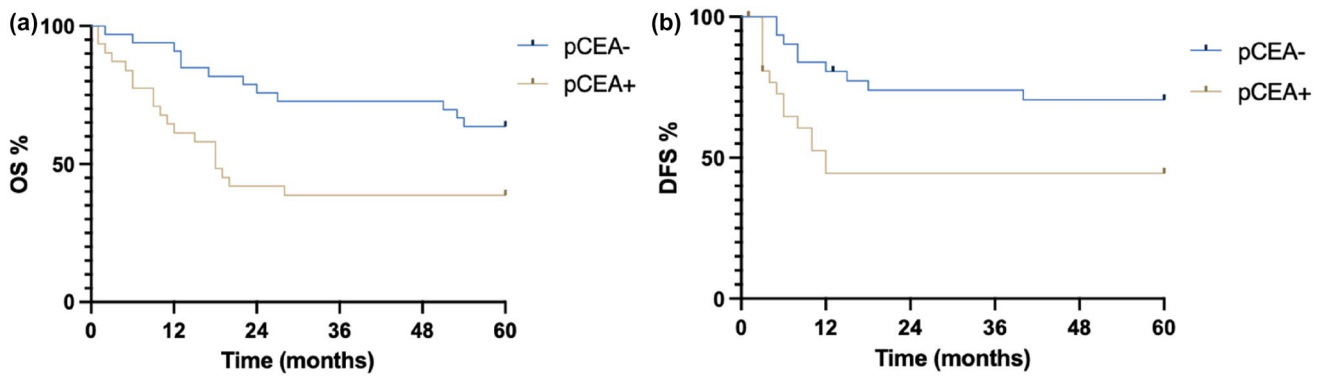 (a)
100
50
0
OS %
0 12 24 36 48 60
Time (months)
pCEA-
pCEA+
(b)
100
50
0
DFS %
0 12 24 36 48 60
Time (months)
pCEA-
pCEA+